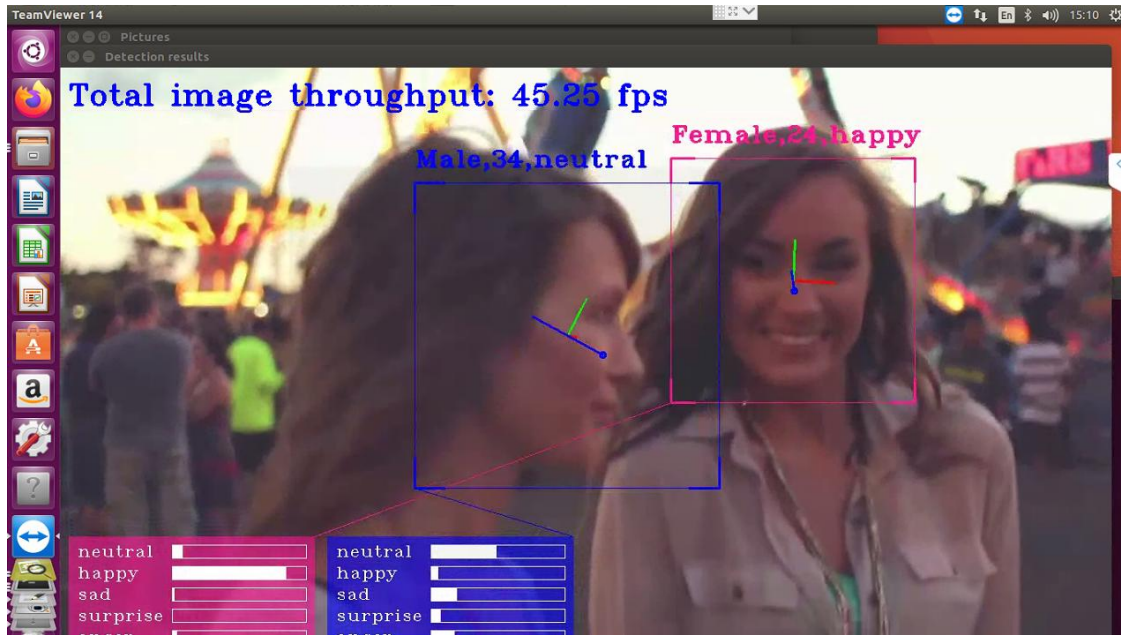 TeamViewer 14
En
15:10
Pictures
Detection results
Total image throughput: 45.25 fps
Female,24,happy
Male,34,neutral
a
neutral
happy
sad
surprise
neutral
happy
sad
surprise